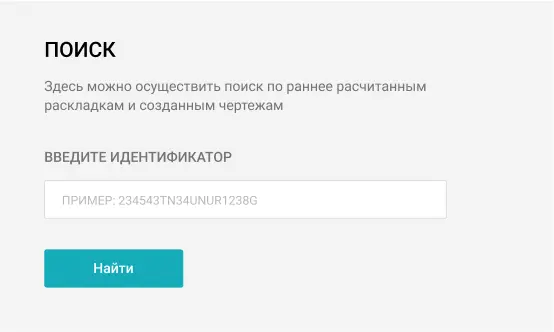 ПОИСК
Здесь можно осуществить поиск по раннее расчитанным
раскладкам и созданным чертежам
ВВЕДИТЕ ИДЕНТИФИКАТОР
ПРИМЕР: 234543TN34UNUR1238G
Найти